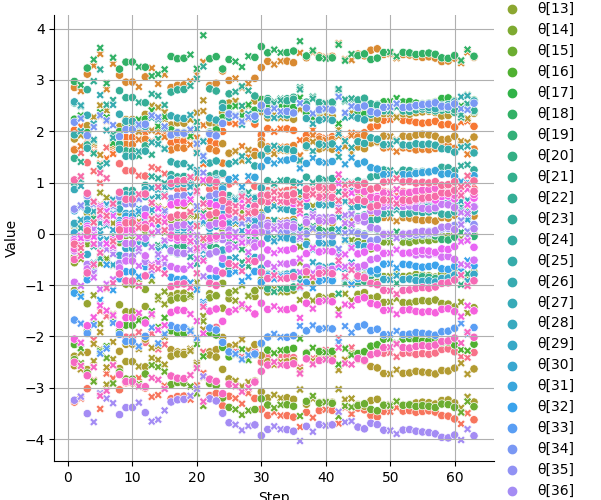 4
3
2
1
0
−1
−2
−3
−4
Value
0
10
20
30
40
50
60
Step
θ[13]
θ[14]
θ[15]
θ[16]
θ[17]
θ[18]
θ[19]
θ[20]
θ[21]
θ[22]
θ[23]
θ[24]
θ[25]
θ[26]
θ[27]
θ[28]
θ[29]
θ[30]
θ[31]
θ[32]
θ[33]
θ[34]
θ[35]
θ[36]